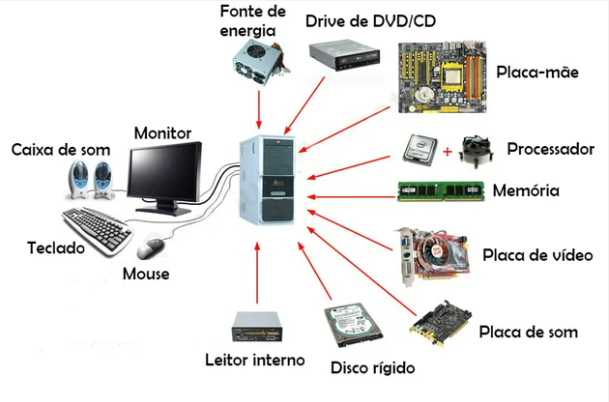 Fonte de
energia
Drive de DVD/CD
Placa-mãe
Monitor
Caixa de som
Processador
+
Memória
Teclado
Mouse
Placa de vídeo
Placa de som
Leitor interno
Disco rígido